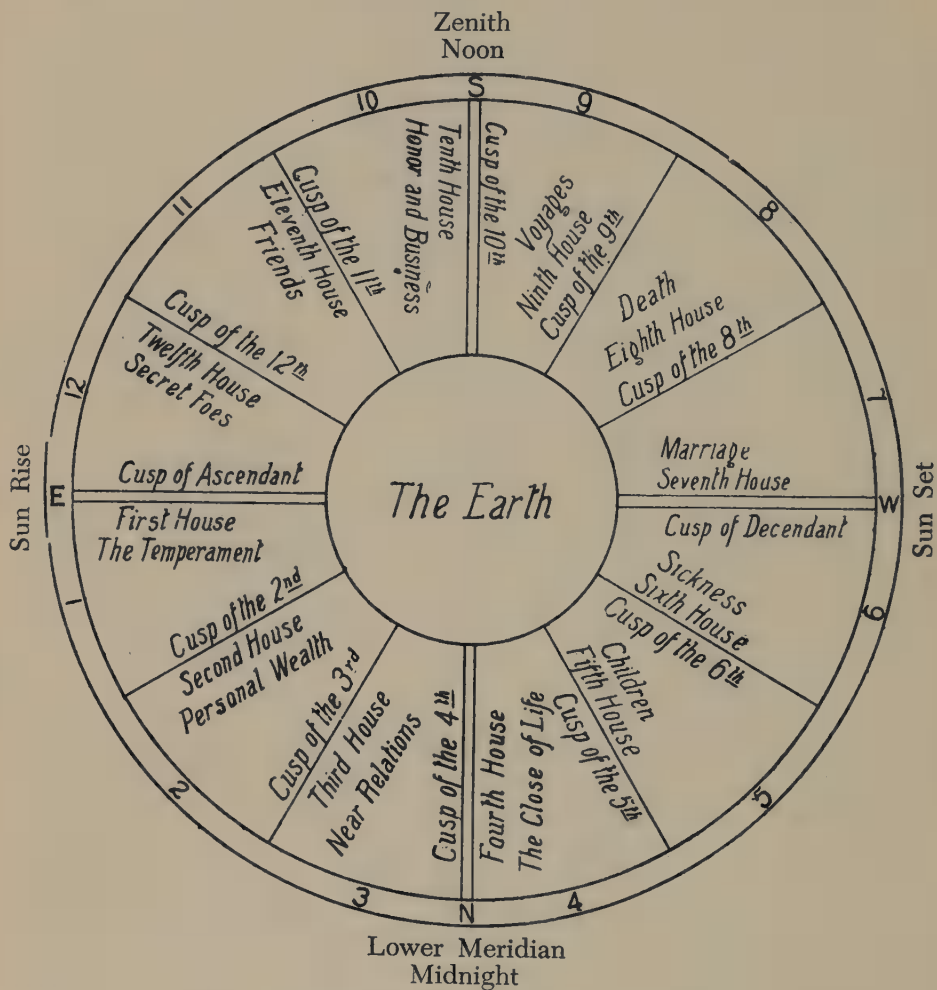 Zenith
Noon
S
10
9
11
8
12
7
Sun Rise
E
W
Sun Set
1
6
2
5
3
N
4
Cusp of the 10th
Tenth House
Honor and Business
Cusp of the 11th
Eleventh House
Friends
Cusp of the 12th
Twelfth House
Secret Foes
Cusp of Ascendant
First House
The Temperament
Cusp of the 2nd
Second House
Personal Wealth
Cusp of the 3rd
Third House
Near Relations
Cusp of the 4th
Fourth House
The Close of Life
Children
Fifth House
Cusp of the 5th
Sickness
Sixth House
Cusp of the 6th
Marriage
Seventh House
Cusp of Decendant
Death
Eighth House
Cusp of the 8th
Voyages
Ninth House
Cusp of the 9th
The Earth
Lower Meridian
Midnight